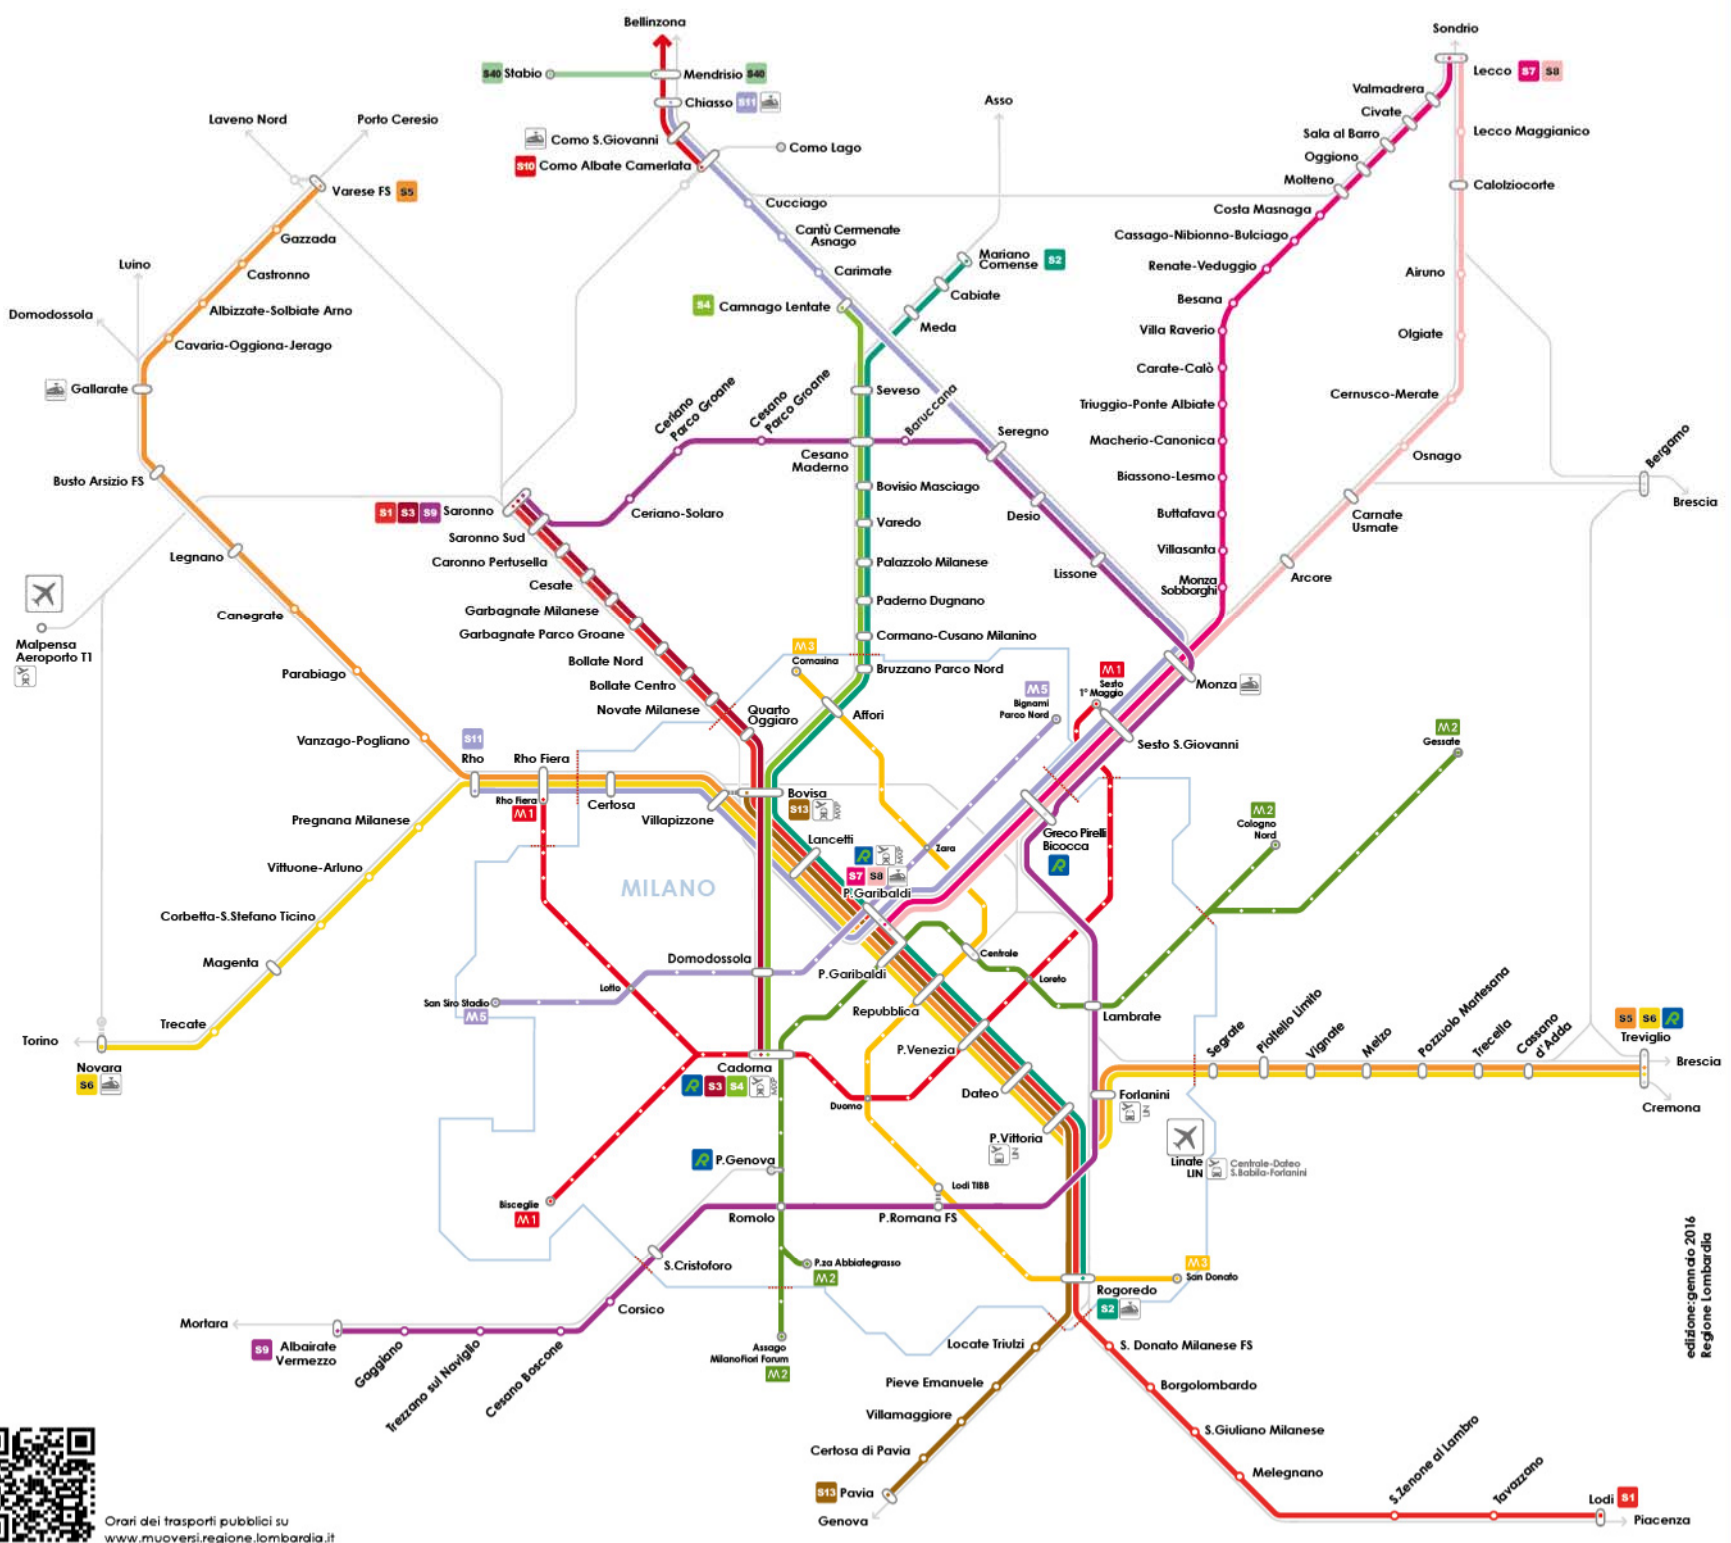 Bellinzona
S40 Stabio
Mendrisio S40
Chiasso S11
Como S.Giovanni
S10 Como Albate Camerlata
Como Lago
Asso
Sondrio
Lecco S7 S8
Valmadrera
Civate
Sala al Barro
Oggiono
Molteno
Costa Masnaga
Cassago-Nibionno-Bulciago
Renate-Veduggio
Besana
Villa Raverio
Carate-Calò
Triuggio-Ponte Albiate
Macherio-Canonica
Biassono-Lesmo
Buttafava
Villasanta
Monza
Sobborghi
Lecco Maggianico
Calolziocorte
Airuno
Olgiate
Cernusco-Merate
Osnago
Carnate
Usmate
Arcore
Bergamo
Brescia
Laveno Nord
Porto Ceresio
Varese FS S5
Gazzada
Castronno
Albizzate-Solbiate Arno
Cavaria-Oggiona-Jerago
Luino
Domodossola
Gallarate
Busto Arsizio FS
Legnano
Canegrate
Parabiago
Vanzago-Pogliano
Malpensa
Aeroporto T1
Cucciago
Cantù Cermenate
Asnago
Carimate
S4 Camnago Lentate
Mariano
Comense S2
Cabiate
Meda
Seveso
Baruccana
Cesano
Parco Groane
Ceriano
Parco Groane
Ceriano-Solaro
Cesano
Maderno
Seregno
Desio
Lissone
Monza
Bovisio Masciago
Varedo
Palazzolo Milanese
Paderno Dugnano
Cormano-Cusano Milanino
Bruzzano Parco Nord
Affori
S1 S3 S9 Saronno
Saronno Sud
Caronno Pertusella
Cesate
Garbagnate Milanese
Garbagnate Parco Groane
Bollate Nord
Bollate Centro
Novate Milanese
Quarto
Oggiaro
M3
Comasina
M5
Bignami
Parco Nord
M1
Sesto
1° Maggio
Sesto S.Giovanni
M2
Gessate
M2
Cologno
Nord
S11
Rho
Rho Fiera
Rho Fiera
M1
Certosa
Villapizzone
Bovisa
S13
Lancetti
S7 S8
P.Garibaldi
P.Garibaldi
Zara
Greco Pirelli
Bicocca
R
MILANO
Pregnana Milanese
Vittuone-Arluno
Corbetta-S.Stefano Ticino
Magenta
Trecate
Torino
Novara
S6
Domodossola
Lotto
San Siro Stadio
M5
Centrale
Loreto
Lambrate
Repubblica
P.Venezia
Dateo
P.Vittoria
LIN
Cadorna
R S3 S4
Duomo
Forlanini
LIN
Segrate
Pioltello Limito
Vignate
Melzo
Pozzuolo Martesana
Trecella
Cassano
d'Adda
S5 S6 R
Treviglio
Brescia
Cremona
Linate
LIN
Centrale-Dateo
S.Babila-Forlanini
R P.Genova
Bisceglie
M1
Romolo
Lodi TIBB
P.Romana FS
S.Cristoforo
P.za Abbiategrasso
M2
M3
San Donato
Rogoredo
S2
Corsico
Mortara
S9 Albairate
Vermezzo
Gaggiano
Trezzano sul Naviglio
Cesano Boscone
Assago
Milanofiori Forum
M2
Locate Triulzi
Pieve Emanuele
Villamaggiore
Certosa di Pavia
S13 Pavia
Genova
S. Donato Milanese FS
Borgolombardo
S.Giuliano Milanese
Melegnano
S.Zenone al Lambro
Tavazzano
Lodi S1
Piacenza
edizione:gennaio 2016
Regione Lombardia
Orari dei trasporti pubblici su
www.muoversi.regione.lombardia.it